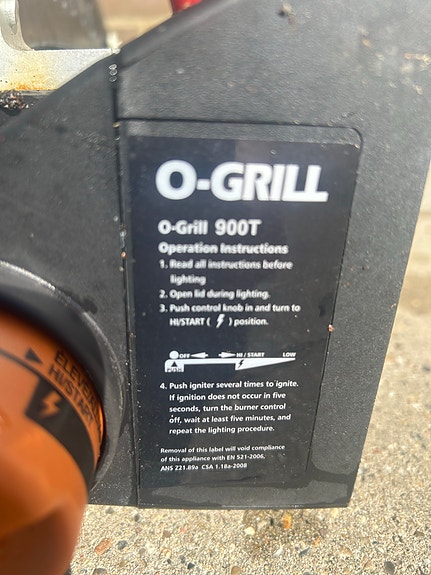 O-GRILL
O-Grill 900T
Operation Instructions
1. Read all instructions before
lighting
2. Open lid during lighting.
3. Push control knob in and turn to
HI/START ( ) position.
OFF HI / START LOW
PUSH
4. Push igniter several times to ignite.
If ignition does not occur in five
seconds, turn the burner control
off, wait at least five minutes, and
repeat the lighting procedure.
Removal of this label will void compliance
of this appliance with EN 521-2006,
ANS Z21.89a CSA 1.18a-2008
HI/START